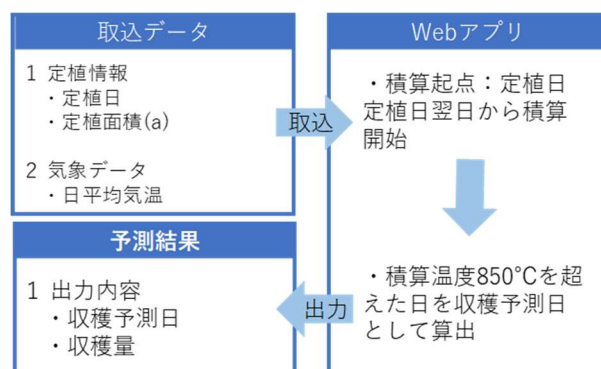 取込データ
1 定植情報
・定植日
・定植面積(a)
2 気象データ
・日平均気温
取込
Webアプリ
・積算起点：定植日
定植日翌日から積算
開始
・積算温度850℃を超
えた日を収穫予測日
として算出
出力
予測結果
1 出力内容
・収穫予測日
・収穫量